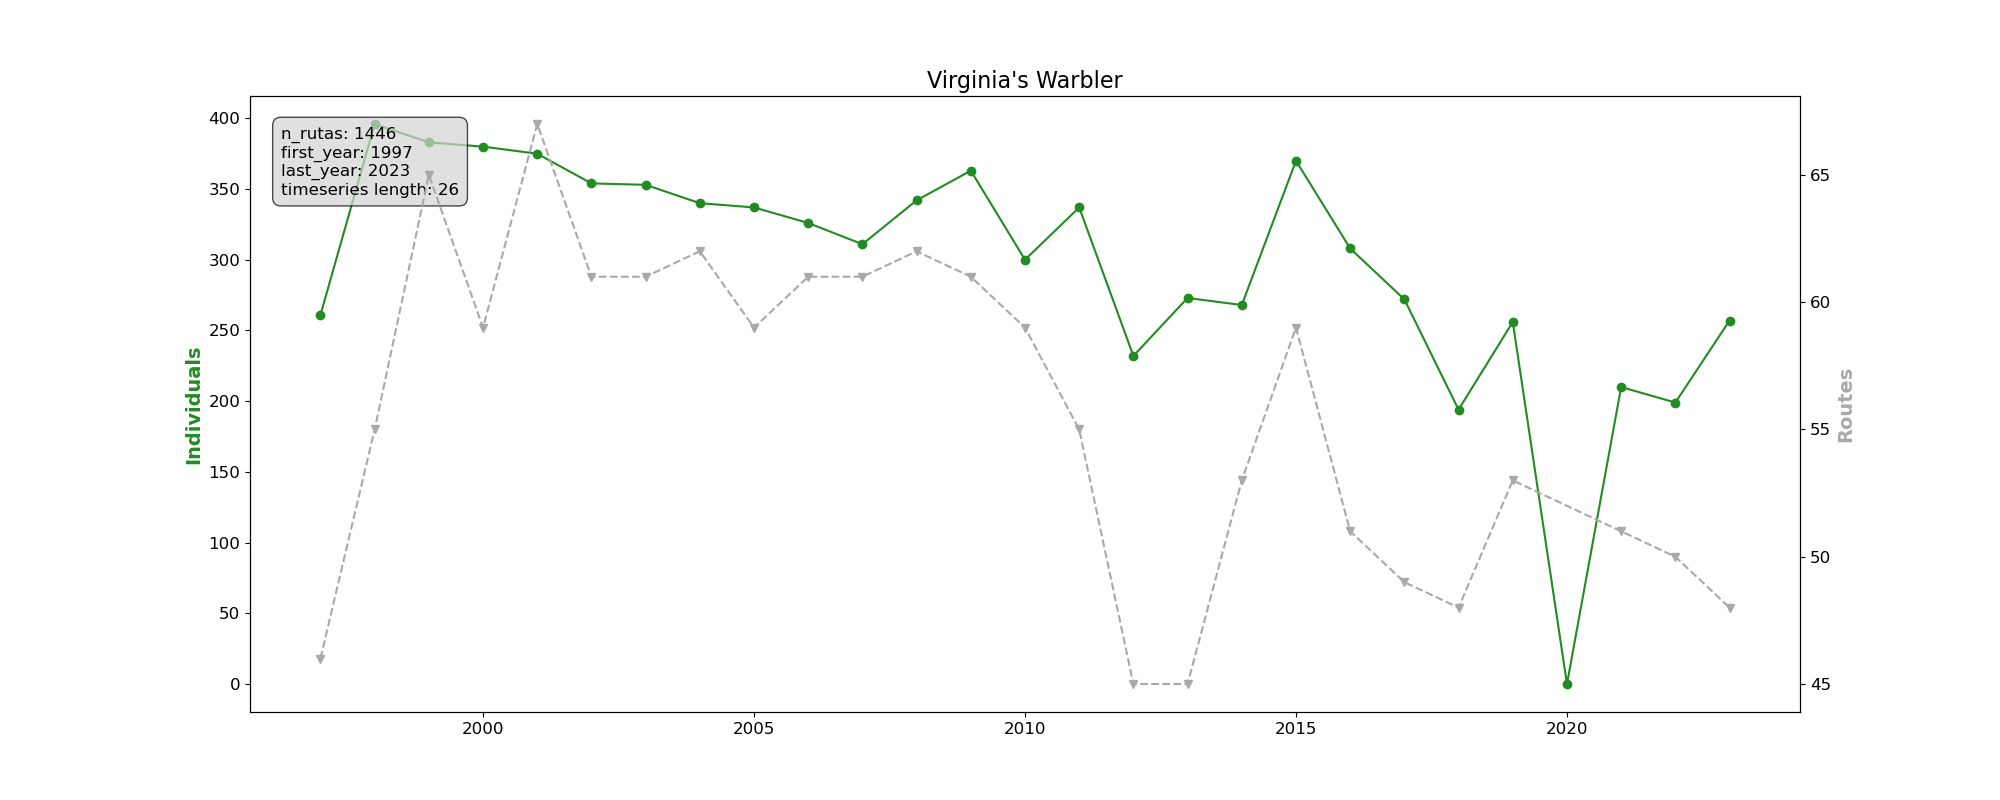 Virginia's Warbler
n_rutas: 1446
first_year: 1997
last_year: 2023
timeseries length: 26
400
350
300
250
200
150
100
50
0
Individuals
65
60
55
50
45
Routes
2000
2005
2010
2015
2020